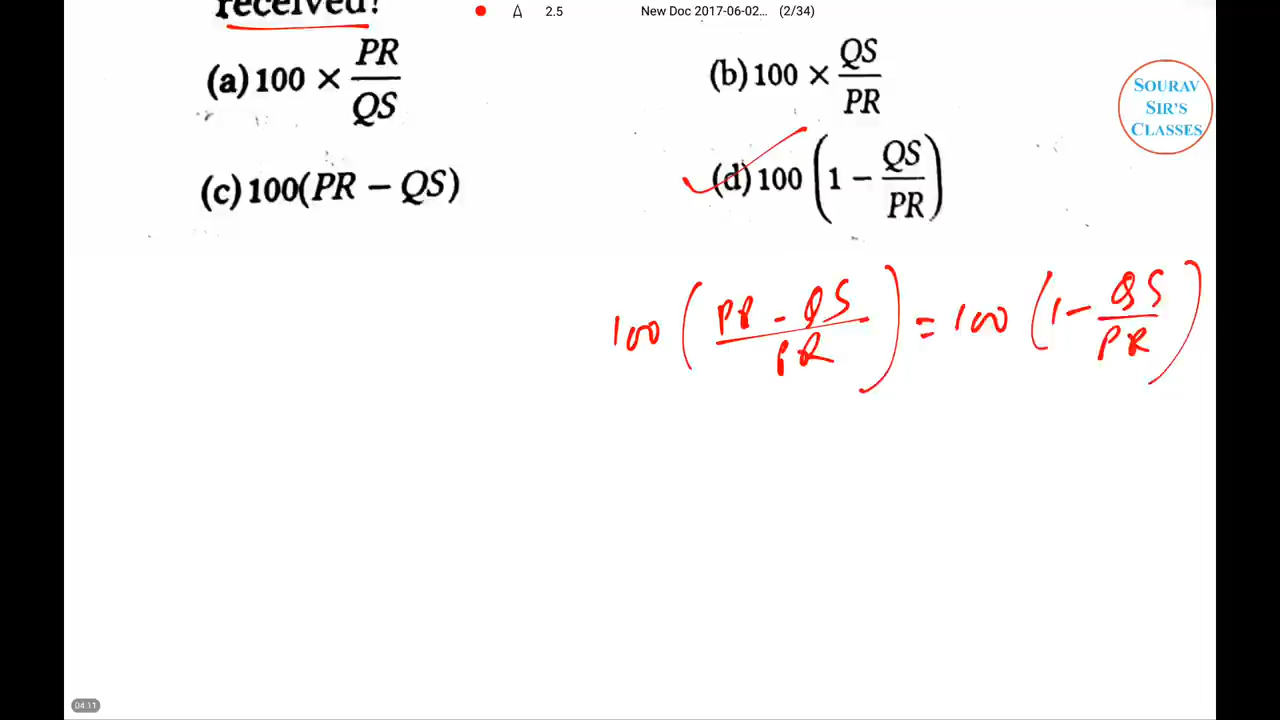 received?
A 2.5 New Doc 2017-06-02... (2/34)
(a) 100 × PR/QS
(b) 100 × QS/PR
SOURAV
SIR'S
CLASSES
(c) 100(PR − QS)
(d) 100 (1 − QS/PR)
100 (PR - QS/PR) = 100 (1 - QS/PR)
04:11